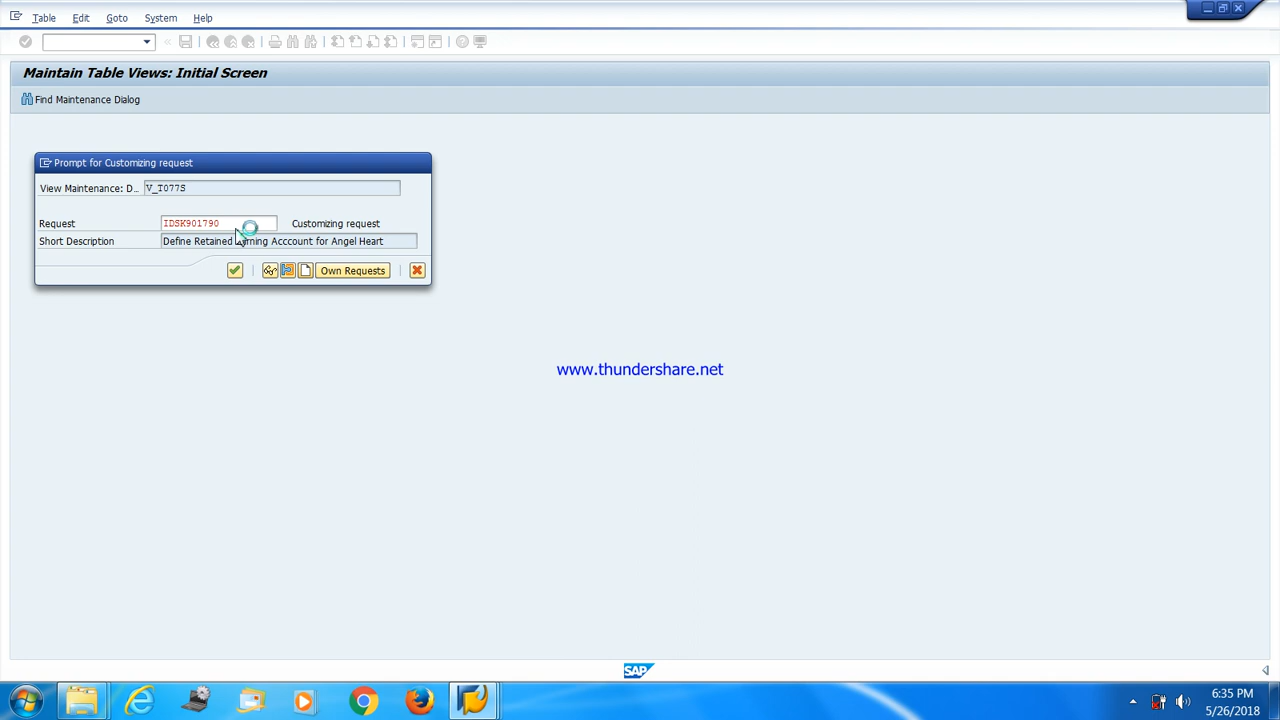 Table Edit Goto System Help
Maintain Table Views: Initial Screen
Find Maintenance Dialog
Prompt for Customizing request
View Maintenance: D.. V_T077S
Request IDSK901790 Customizing request
Short Description Define Retained rning Acccount for Angel Heart
Own Requests
www.thundershare.net
SAP
6:35 PM
5/26/2018